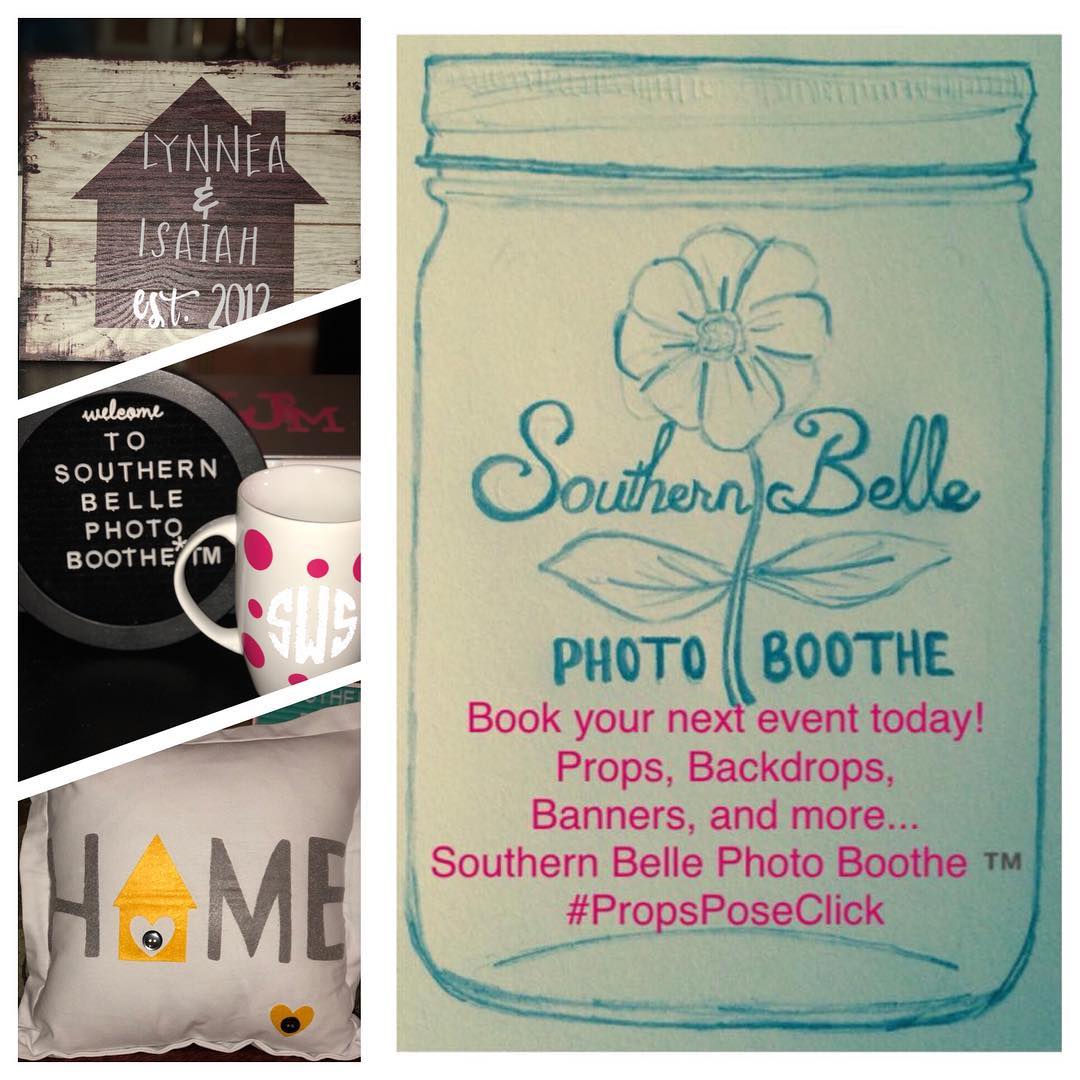 LYNNEA
&
ISAIAH
est. 2012
welcome
TO
SOUTHERN
BELLE
PHOTO
BOOTHE*TM
SWS
HOME
Southern Belle
PHOTO BOOTHE
Book your next event today!
Props, Backdrops,
Banners, and more...
Southern Belle Photo Boothe ™
#PropsPoseClick